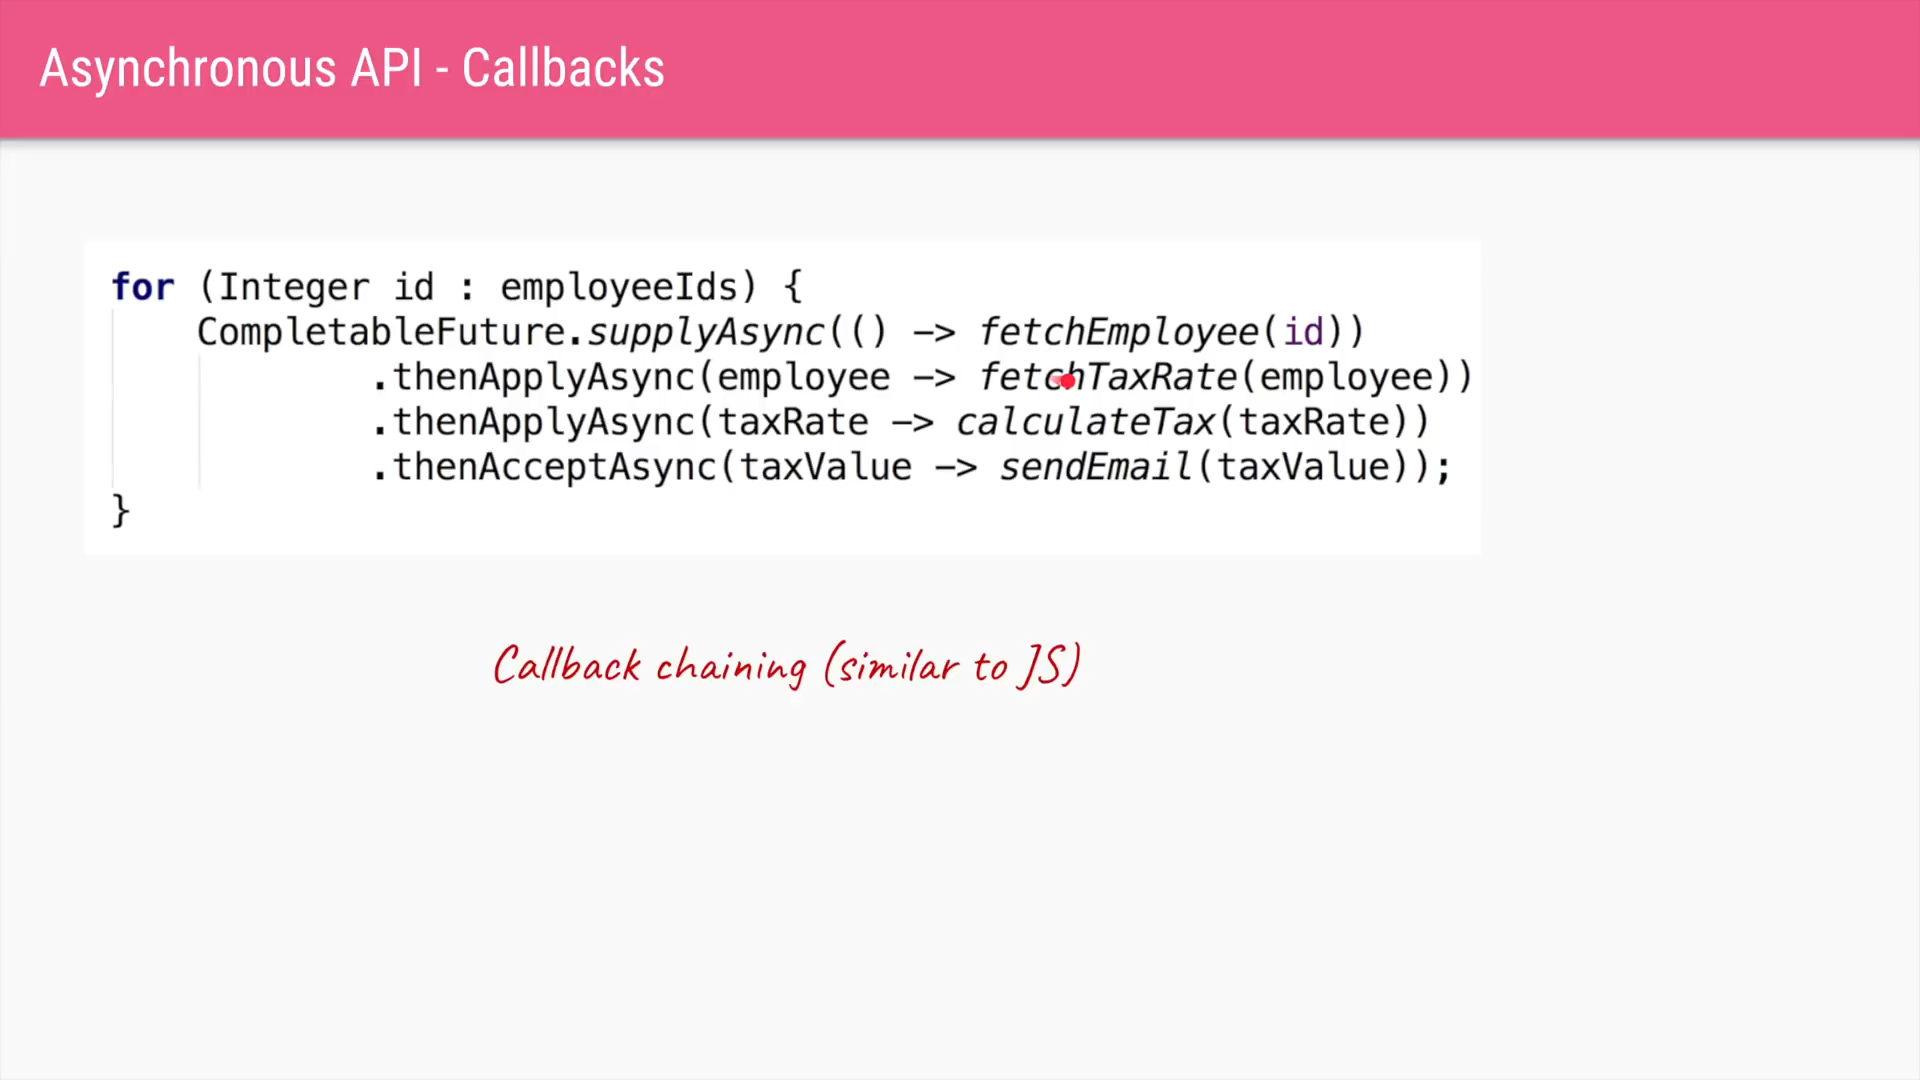 Asynchronous API - Callbacks
for (Integer id : employeeIds) {
CompletableFuture.supplyAsync(() -> fetchEmployee(id))
.thenApplyAsync(employee -> fetchTaxRate(employee))
.thenApplyAsync(taxRate -> calculateTax(taxRate))
.thenAcceptAsync(taxValue -> sendEmail(taxValue));
}
Callback chaining (similar to JS)